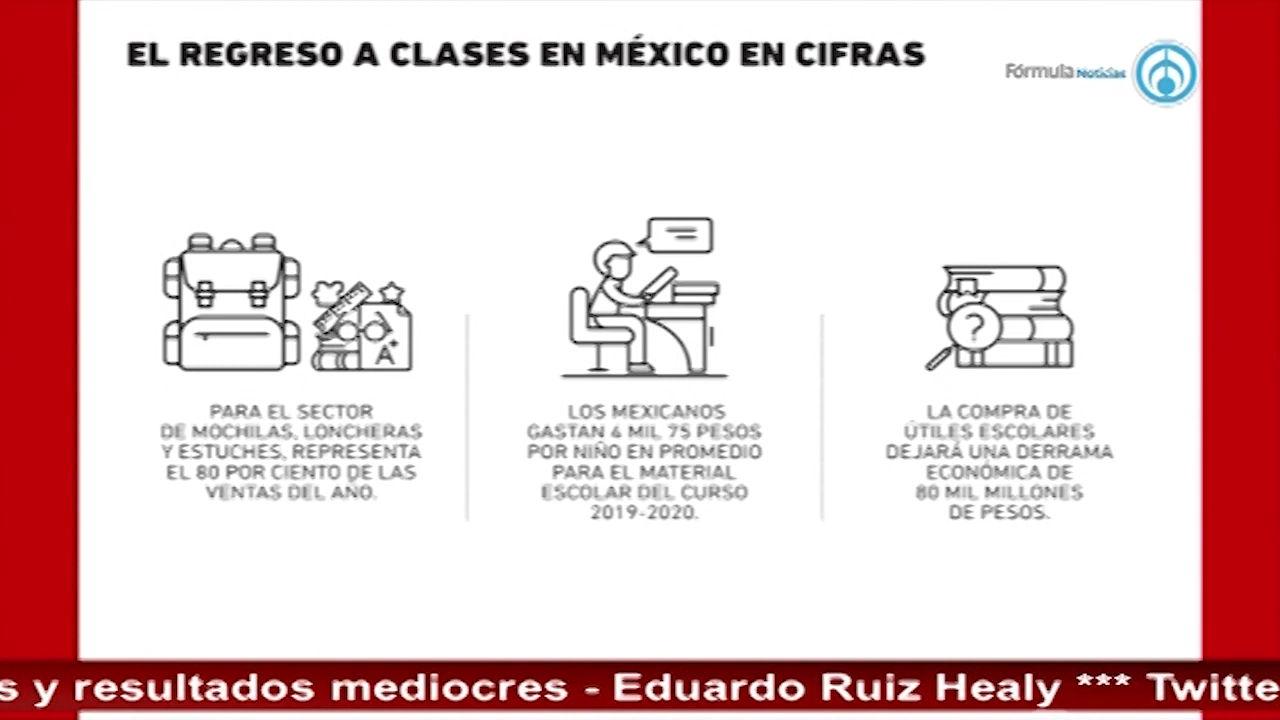 EL REGRESO A CLASES EN MÉXICO EN CIFRAS
Fórmula Noticias
?
A+
PARA EL SECTOR
DE MOCHILAS, LONCHERAS
Y ESTUCHES, REPRESENTA
EL 80 POR CIENTO DE LAS
VENTAS DEL AÑO.
LOS MEXICANOS
GASTAN 4 MIL 75 PESOS
POR NIÑO EN PROMEDIO
PARA EL MATERIAL
ESCOLAR DEL CURSO
2019-2020.
LA COMPRA DE
ÚTILES ESCOLARES
DEJARÁ UNA DERRAMA
ECONÓMICA DE
80 MIL MILLONES
DE PESOS.
s y resultados mediocres - Eduardo Ruiz Healy *** Twitte